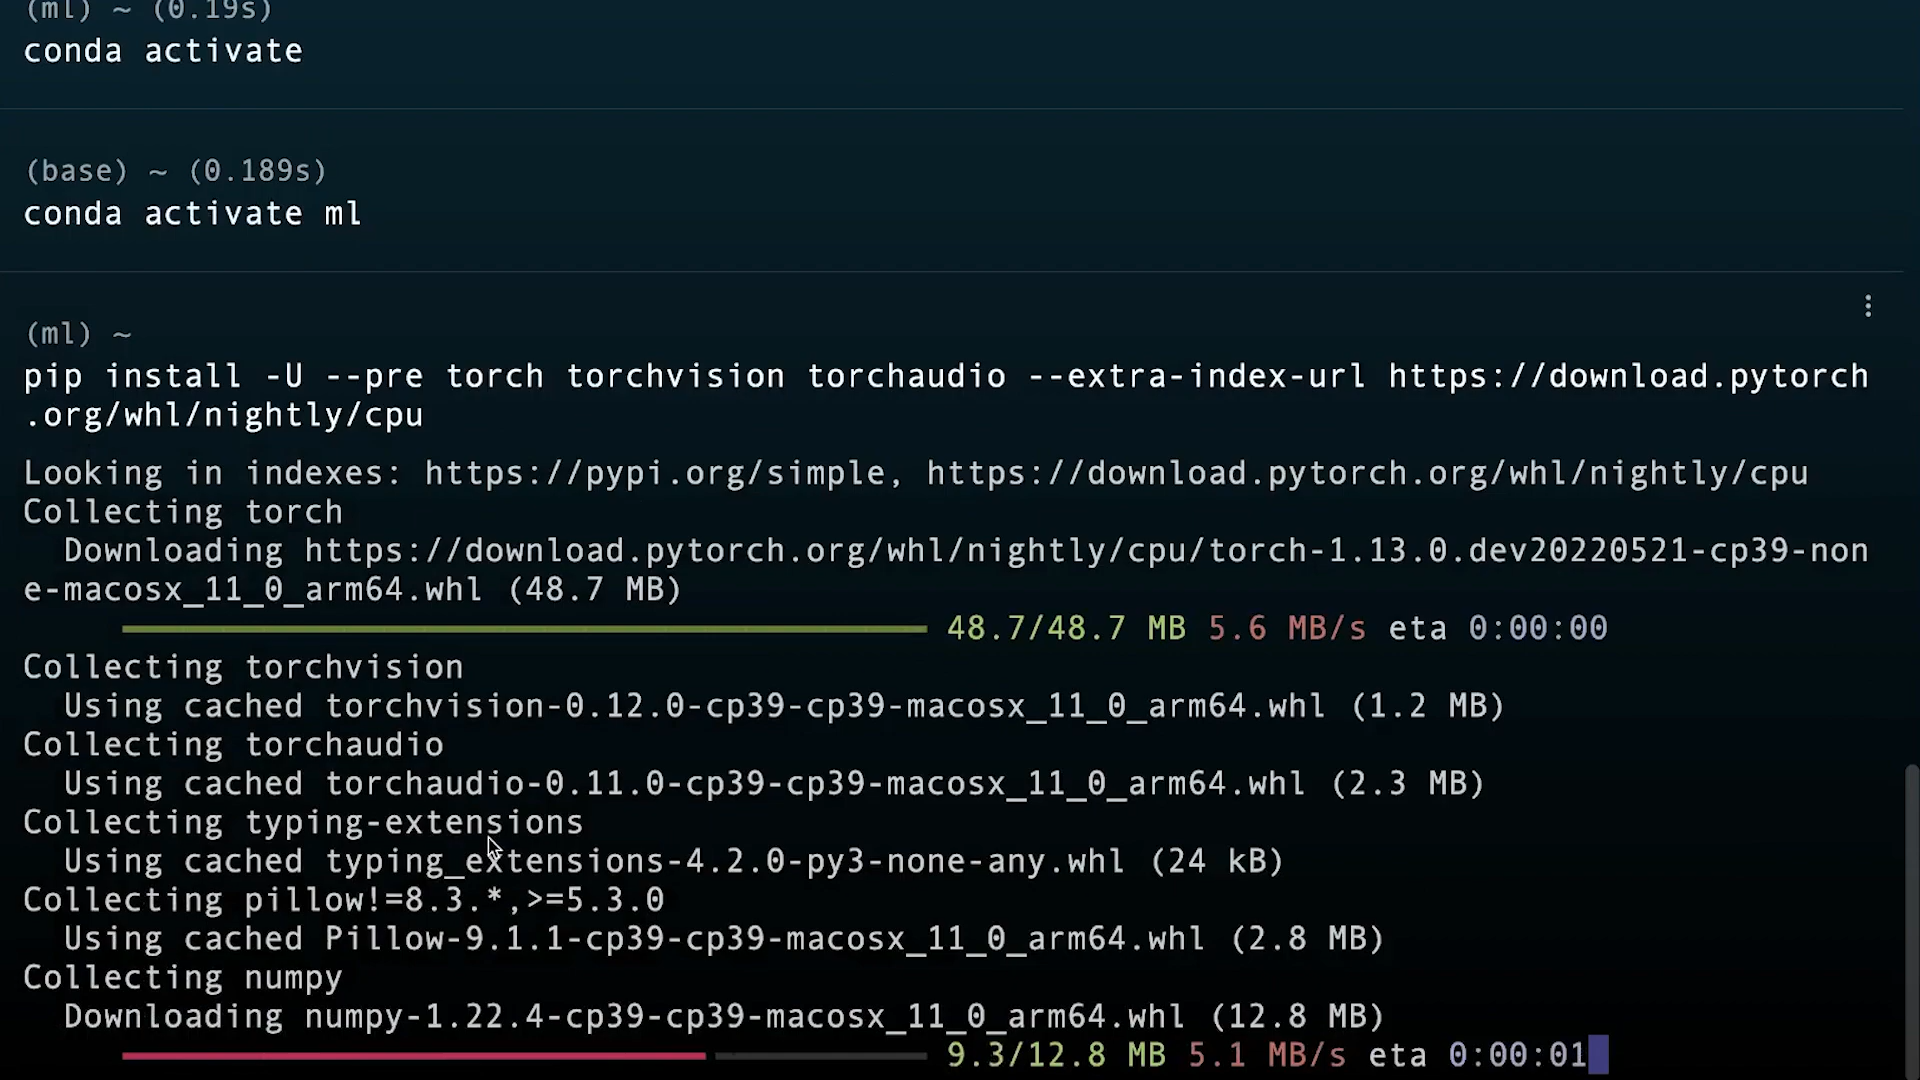 (ml) ~ (0.19s)
conda activate
(base) ~ (0.189s)
conda activate ml
(ml) ~
pip install -U --pre torch torchvision torchaudio --extra-index-url https://download.pytorch
.org/whl/nightly/cpu
Looking in indexes: https://pypi.org/simple, https://download.pytorch.org/whl/nightly/cpu
Collecting torch
  Downloading https://download.pytorch.org/whl/nightly/cpu/torch-1.13.0.dev20220521-cp39-non
e-macosx_11_0_arm64.whl (48.7 MB)
48.7/48.7 MB 5.6 MB/s eta 0:00:00
Collecting torchvision
  Using cached torchvision-0.12.0-cp39-cp39-macosx_11_0_arm64.whl (1.2 MB)
Collecting torchaudio
  Using cached torchaudio-0.11.0-cp39-cp39-macosx_11_0_arm64.whl (2.3 MB)
Collecting typing-extensions
  Using cached typing_extensions-4.2.0-py3-none-any.whl (24 kB)
Collecting pillow!=8.3.*,>=5.3.0
  Using cached Pillow-9.1.1-cp39-cp39-macosx_11_0_arm64.whl (2.8 MB)
Collecting numpy
  Downloading numpy-1.22.4-cp39-cp39-macosx_11_0_arm64.whl (12.8 MB)
9.3/12.8 MB 5.1 MB/s eta 0:00:01